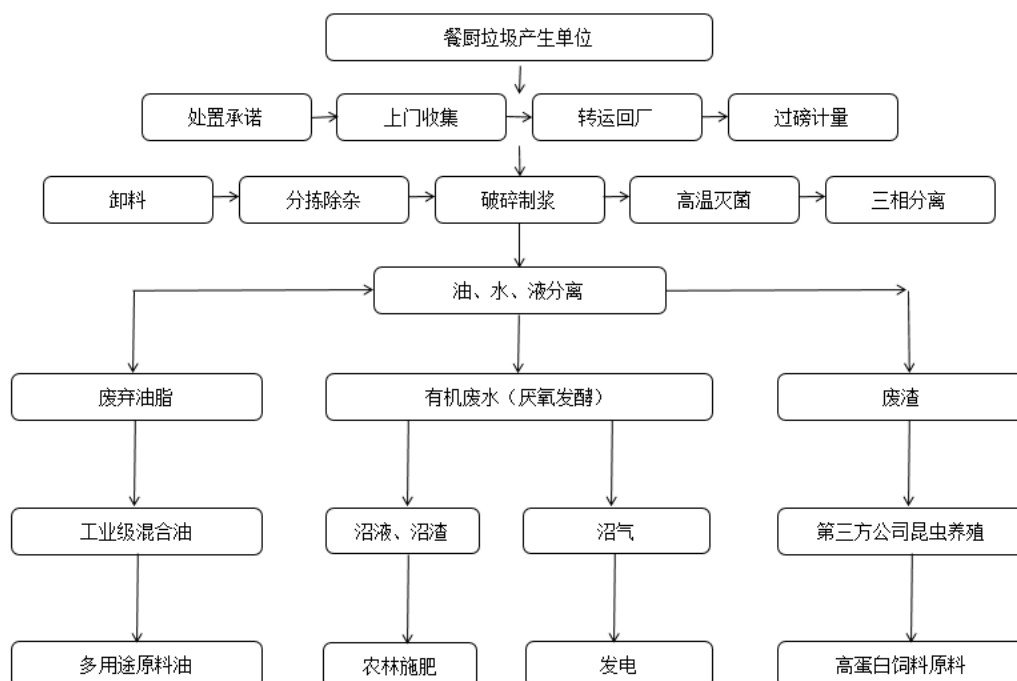 餐厨垃圾产生单位
处置承诺
上门收集
转运回厂
过磅计量
卸料
分拣除杂
破碎制浆
高温灭菌
三相分离
油、水、液分离
废弃油脂
有机废水（厌氧发酵）
废渣
工业级混合油
沼液、沼渣
沼气
第三方公司昆虫养殖
多用途原料油
农林施肥
发电
高蛋白饲料原料